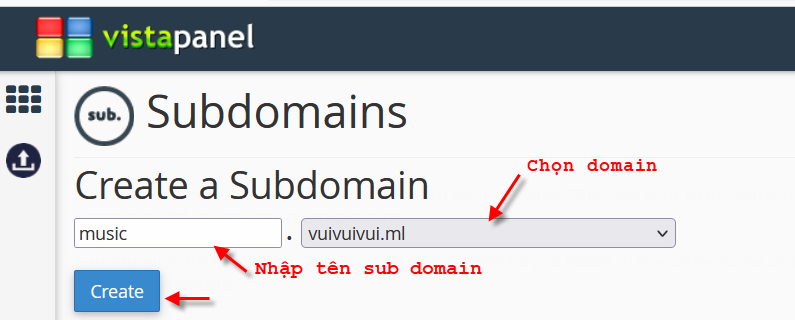 vistapanel
sub. Subdomains
Create a Subdomain
Chọn domain
music . vuivuivui.ml
Nhập tên sub domain
Create